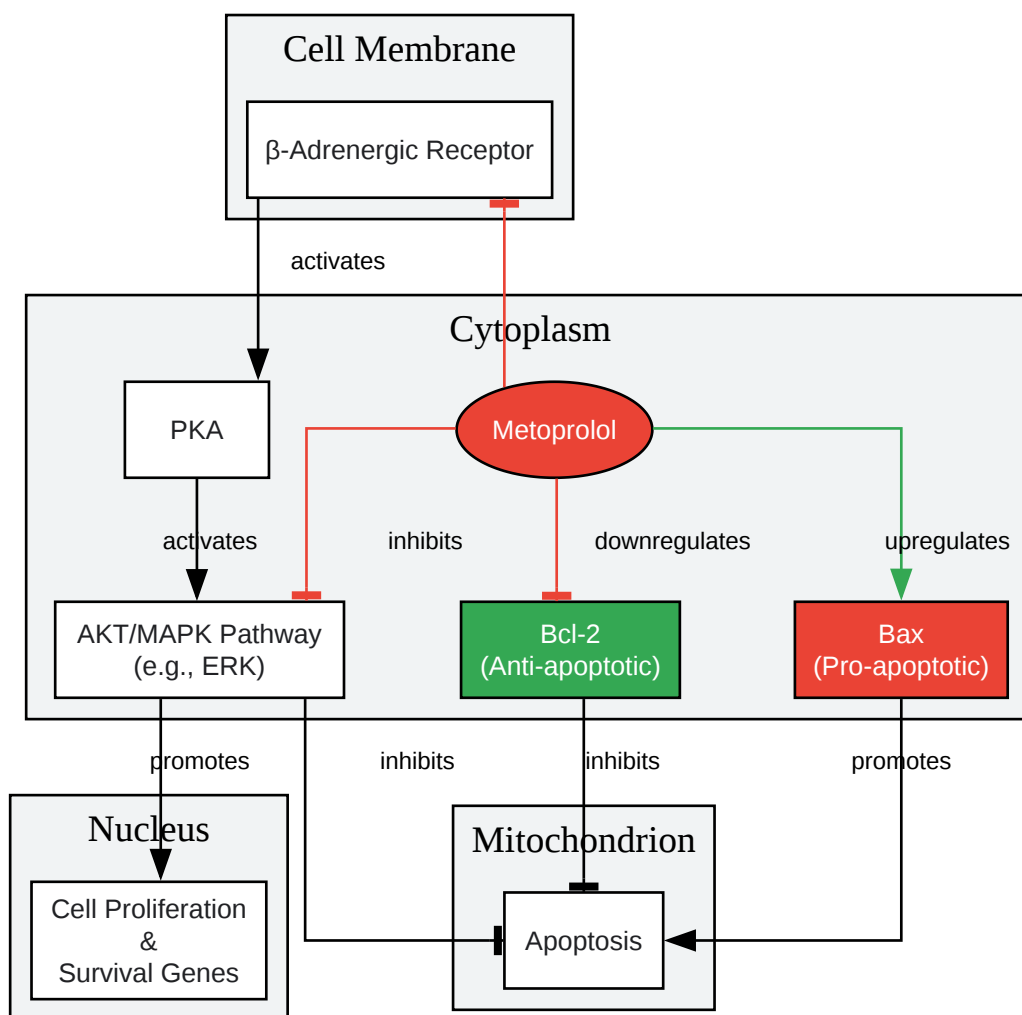 Cell Membrane
β-Adrenergic Receptor
activates
Cytoplasm
PKA
Metoprolol
activates
inhibits
downregulates
upregulates
AKT/MAPK Pathway
(e.g., ERK)
Bcl-2
(Anti-apoptotic)
Bax
(Pro-apoptotic)
promotes
inhibits
inhibits
promotes
Nucleus
Mitochondrion
Cell Proliferation
&
Survival Genes
Apoptosis